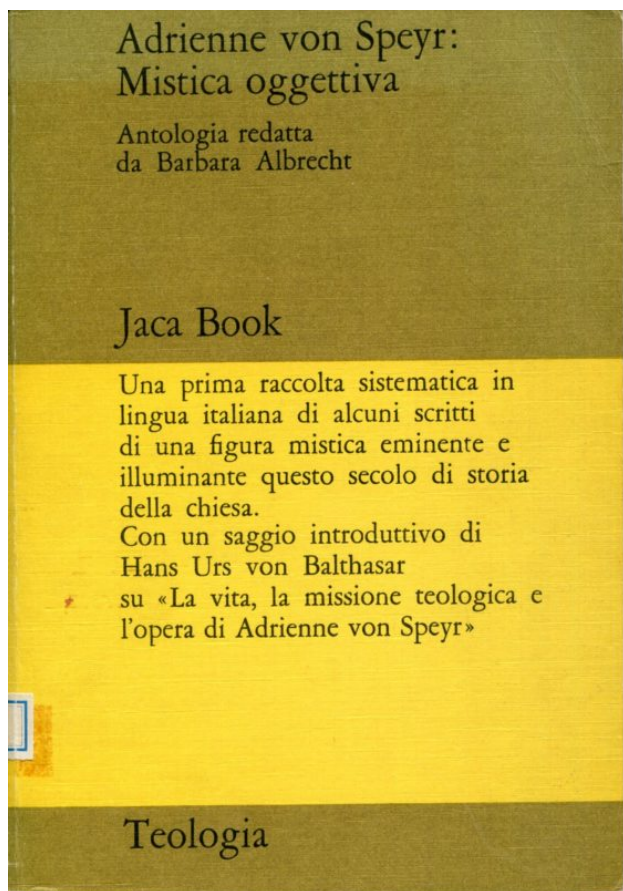 Adrienne von Speyr:
Mistica oggettiva
Antologia redatta
da Barbara Albrecht
Jaca Book
Una prima raccolta sistematica in
lingua italiana di alcuni scritti
di una figura mistica eminente e
illuminante questo secolo di storia
della chiesa.
Con un saggio introduttivo di
Hans Urs von Balthasar
su «La vita, la missione teologica e
l'opera di Adrienne von Speyr»
Teologia